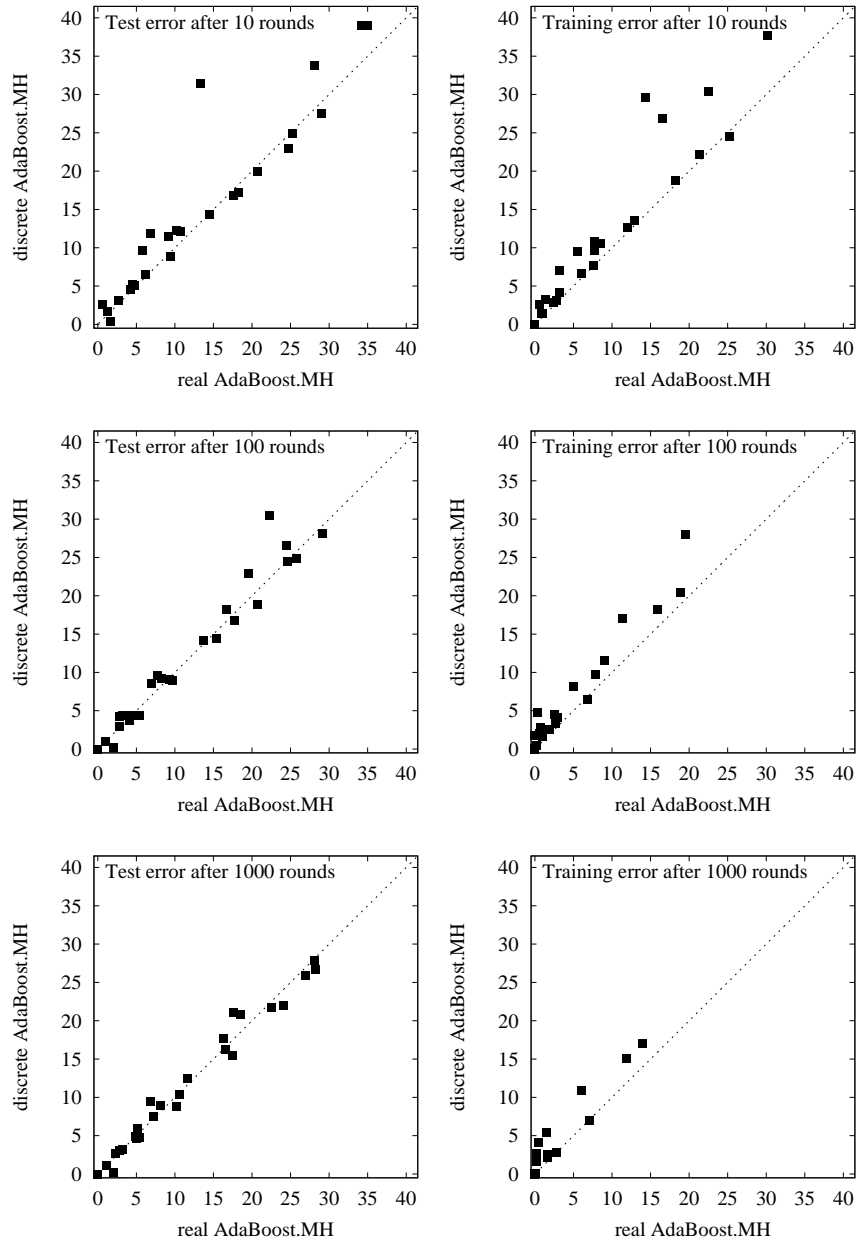 Test error after 10 rounds
discrete AdaBoost.MH
40
35
30
25
20
15
10
5
0
0 5 10 15 20 25 30 35 40
real AdaBoost.MH
Training error after 10 rounds
discrete AdaBoost.MH
40
35
30
25
20
15
10
5
0
0 5 10 15 20 25 30 35 40
real AdaBoost.MH
Test error after 100 rounds
discrete AdaBoost.MH
40
35
30
25
20
15
10
5
0
0 5 10 15 20 25 30 35 40
real AdaBoost.MH
Training error after 100 rounds
discrete AdaBoost.MH
40
35
30
25
20
15
10
5
0
0 5 10 15 20 25 30 35 40
real AdaBoost.MH
Test error after 1000 rounds
discrete AdaBoost.MH
40
35
30
25
20
15
10
5
0
0 5 10 15 20 25 30 35 40
real AdaBoost.MH
Training error after 1000 rounds
discrete AdaBoost.MH
40
35
30
25
20
15
10
5
0
0 5 10 15 20 25 30 35 40
real AdaBoost.MH